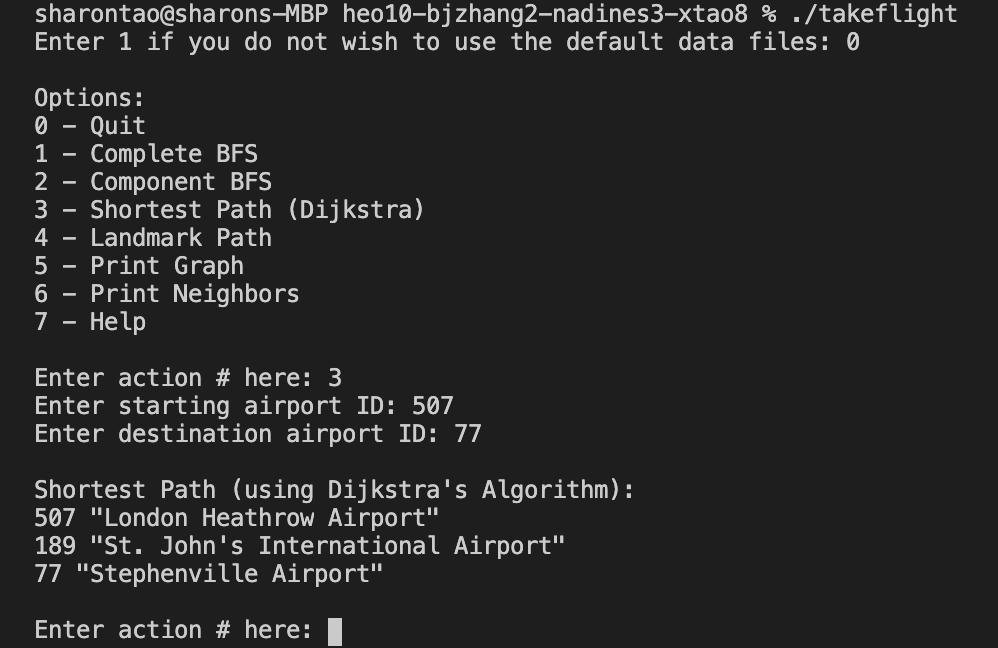 sharontao@sharons-MBP heo10-bjzhang2-nadines3-xtao8 % ./takeflight
Enter 1 if you do not wish to use the default data files: 0
Options:
0 – Quit
1 – Complete BFS
2 – Component BFS
3 – Shortest Path (Dijkstra)
4 – Landmark Path
5 – Print Graph
6 – Print Neighbors
7 – Help
Enter action # here: 3
Enter starting airport ID: 507
Enter destination airport ID: 77
Shortest Path (using Dijkstra's Algorithm):
507 "London Heathrow Airport"
189 "St. John's International Airport"
77 "Stephenville Airport"
Enter action # here: